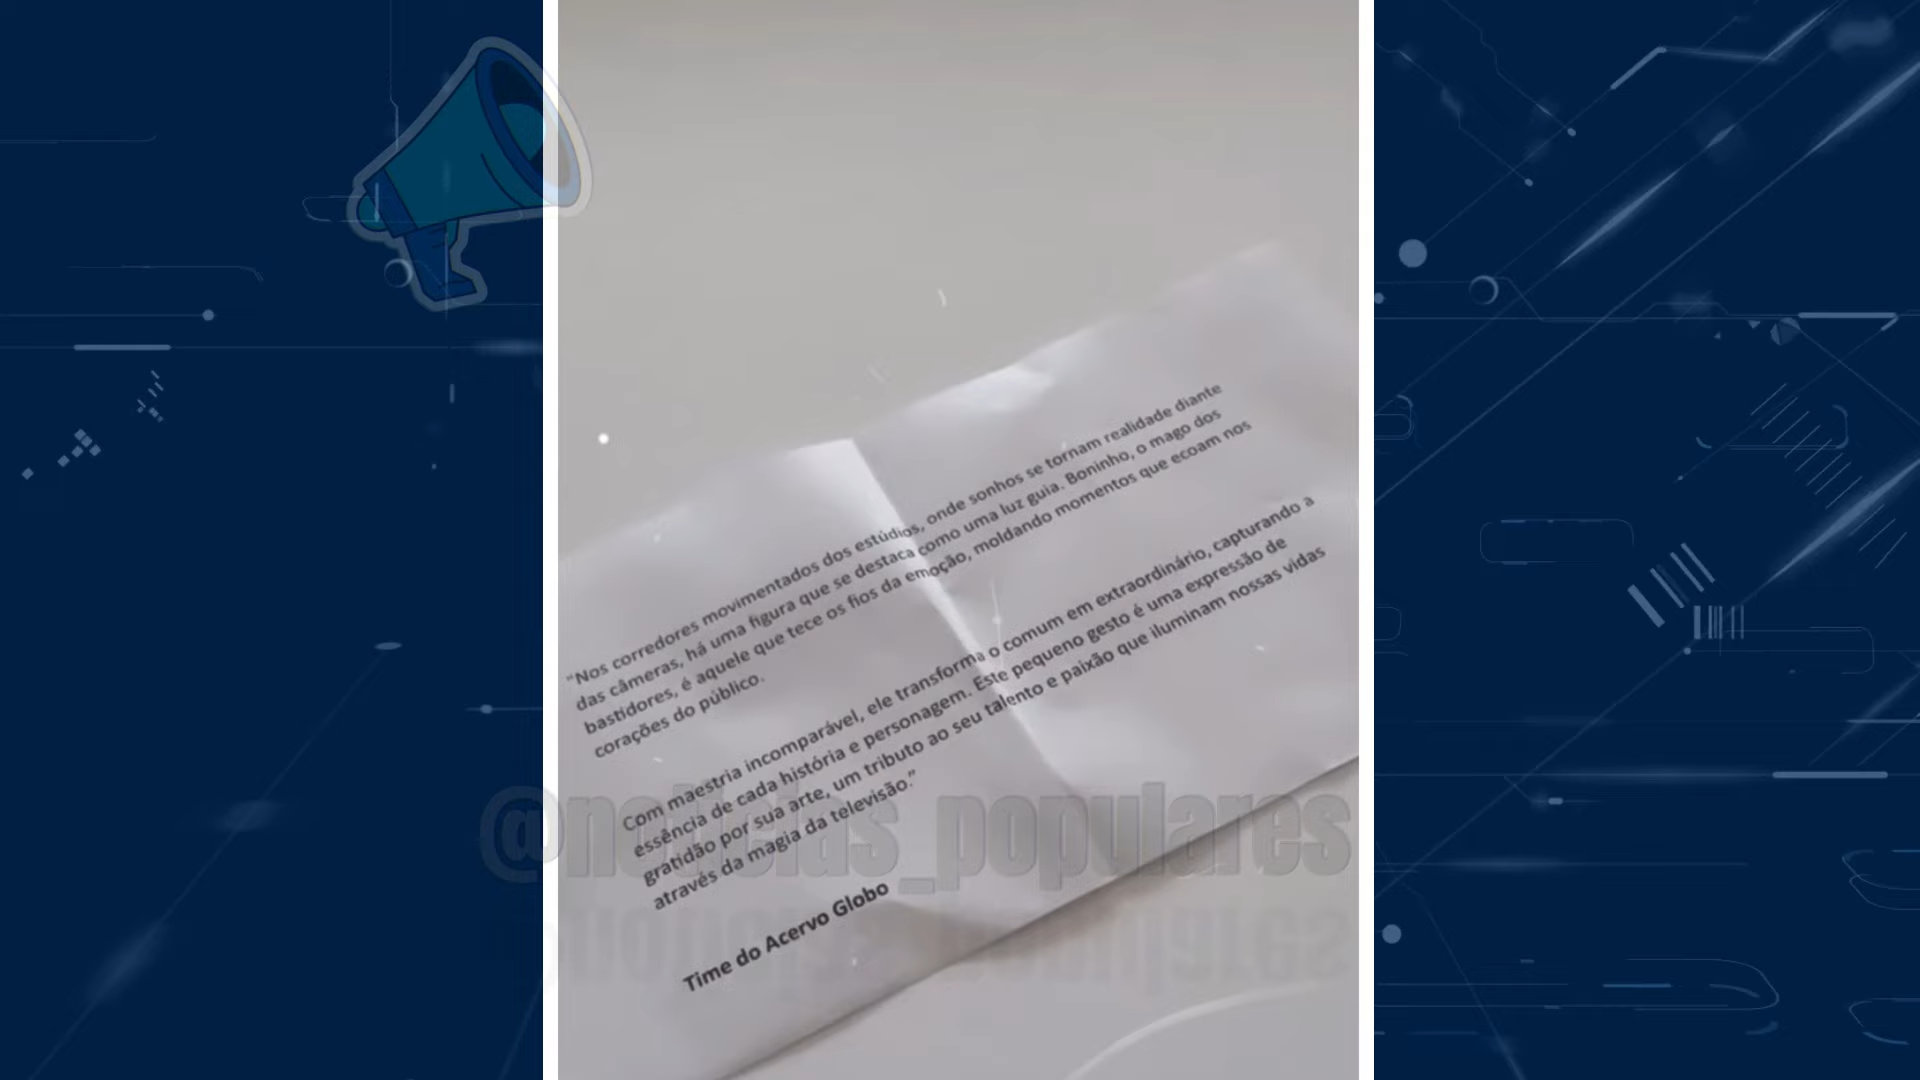 "Nos corredores movimentados dos estúdios, onde sonhos se tornam realidade diante
das câmeras, há uma figura que se destaca como uma luz guia. Boninho, o mago dos
bastidores, é aquele que tece os fios da emoção, moldando momentos que ecoam nos
corações do público.
Com maestria incomparável, ele transforma o comum em extraordinário, capturando a
essência de cada história e personagem. Este pequeno gesto é uma expressão de
gratidão por sua arte, um tributo ao seu talento e paixão que iluminam nossas vidas
através da magia da televisão."
Time do Acervo Globo
@noticias_populares